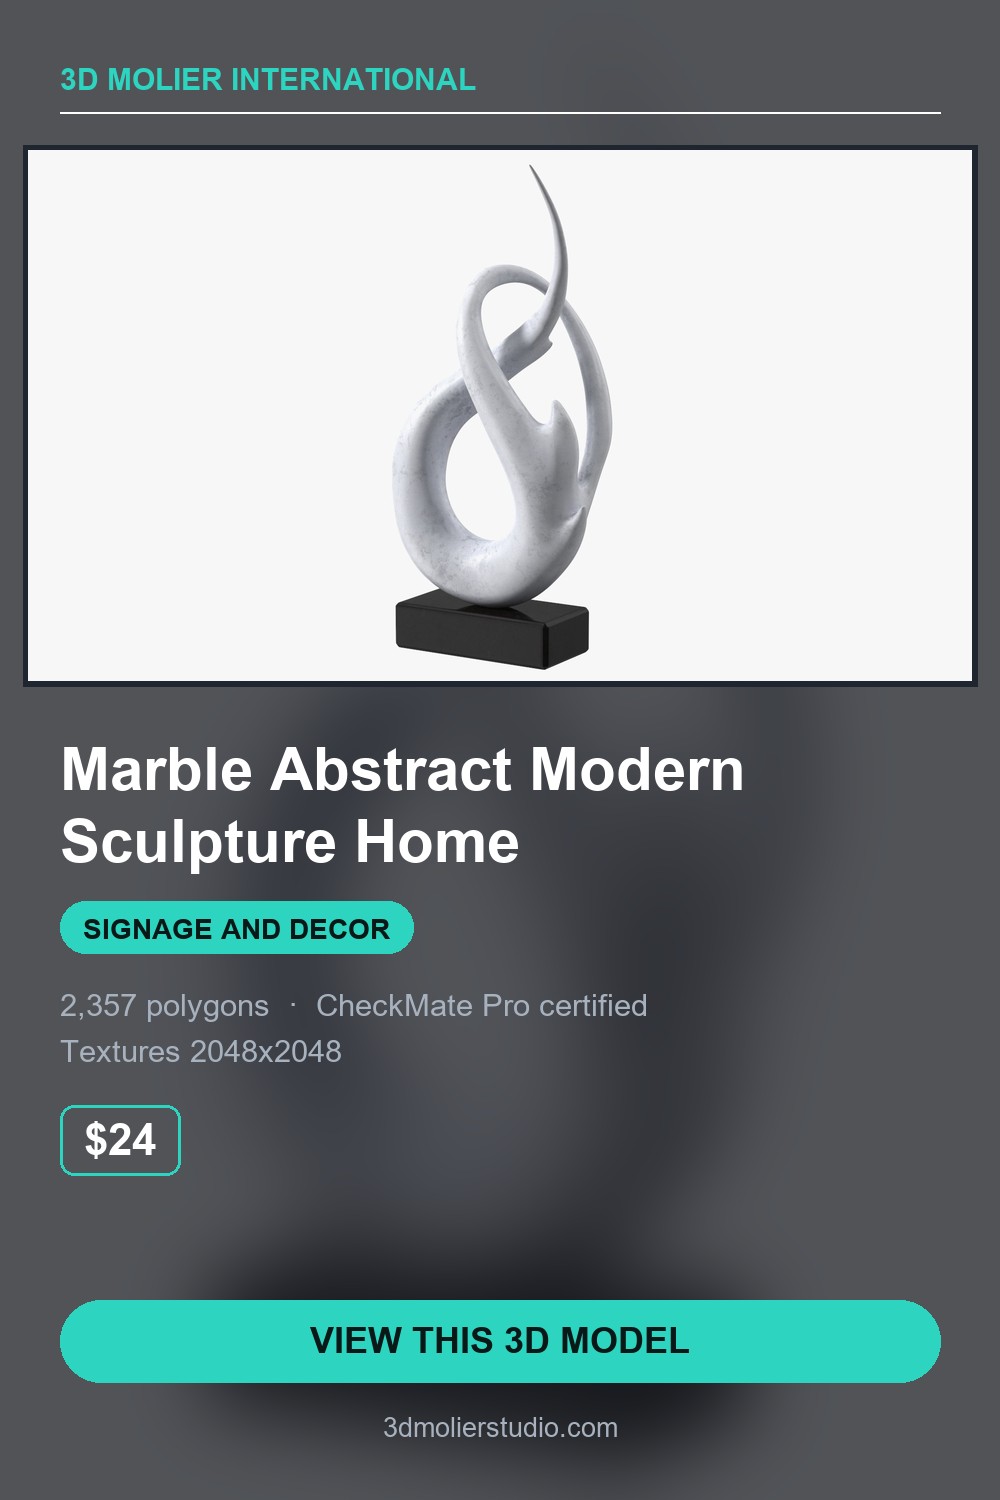 3D MOLIER INTERNATIONAL
Marble Abstract Modern
Sculpture Home
SIGNAGE AND DECOR
2,357 polygons · CheckMate Pro certified
Textures 2048x2048
$24
VIEW THIS 3D MODEL
3dmolierstudio.com